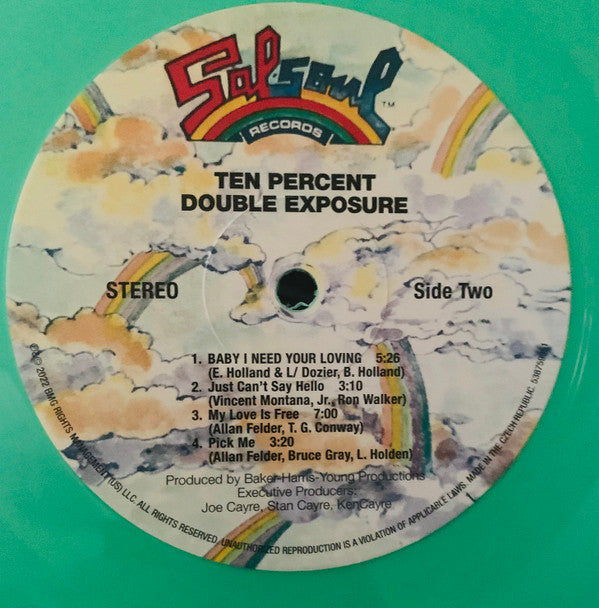 Salsoul
™
RECORDS
TEN PERCENT
DOUBLE EXPOSURE
STEREO
Side Two
1. BABY I NEED YOUR LOVING 5:26
(E. Holland & L/ Dozier, B. Holland)
2. Just Can't Say Hello 3:10
(Vincent Montana, Jr., Ron Walker)
3. My Love Is Free 7:00
(Allan Felder, T. G. Conway)
4. Pick Me 3:20
(Allan Felder, Bruce Gray, L. Holden)
Produced by Baker-Harris-Young Productions
Executive Producers:
Joe Cayre, Stan Cayre, KenCayre
2022 BMG RIGHTS MANAGEMENT (US) LLC. ALL RIGHTS RESERVED. UNAUTHORIZED REPRODUCTION IS A VIOLATION OF APPLICABLE LAWS. MADE IN THE CZECH REPUBLIC.